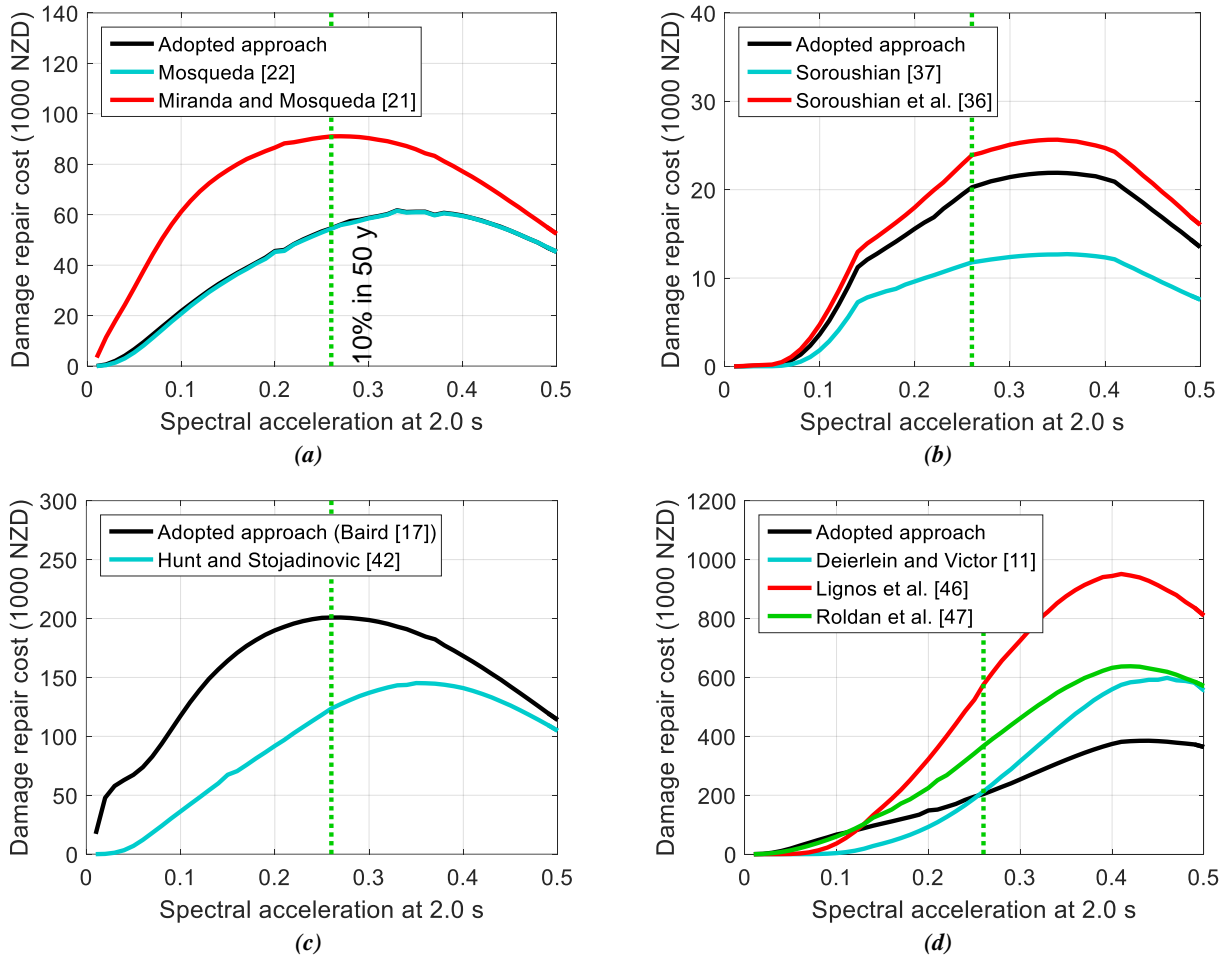 140
120
100
80
60
40
20
0
Damage repair cost (1000 NZD)
Adopted approach
Mosqueda [22]
Miranda and Mosqueda [21]
10% in 50 y
0 0.1 0.2 0.3 0.4 0.5
Spectral acceleration at 2.0 s
(a)
40
30
20
10
0
Damage repair cost (1000 NZD)
Adopted approach
Soroushian [37]
Soroushian et al. [36]
0 0.1 0.2 0.3 0.4 0.5
Spectral acceleration at 2.0 s
(b)
300
250
200
150
100
50
0
Damage repair cost (1000 NZD)
Adopted approach (Baird [17])
Hunt and Stojadinovic [42]
0 0.1 0.2 0.3 0.4 0.5
Spectral acceleration at 2.0 s
(c)
1200
1000
800
600
400
200
0
Damage repair cost (1000 NZD)
Adopted approach
Deierlein and Victor [11]
Lignos et al. [46]
Roldan et al. [47]
0 0.1 0.2 0.3 0.4 0.5
Spectral acceleration at 2.0 s
(d)